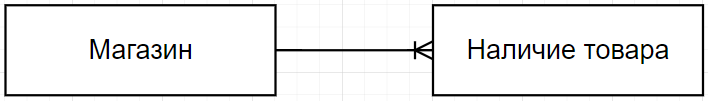 Магазин
Наличие товара